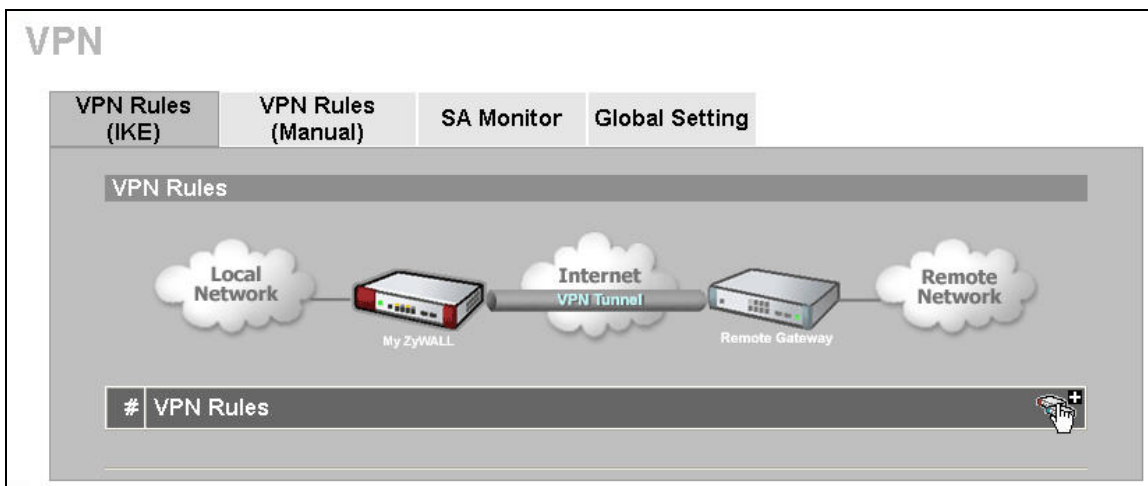 VPN
VPN Rules
(IKE)
VPN Rules
(Manual)
SA Monitor
Global Setting
VPN Rules
Local
Network
Internet
VPN Tunnel
Remote
Network
My ZyWALL
Remote Gateway
# VPN Rules